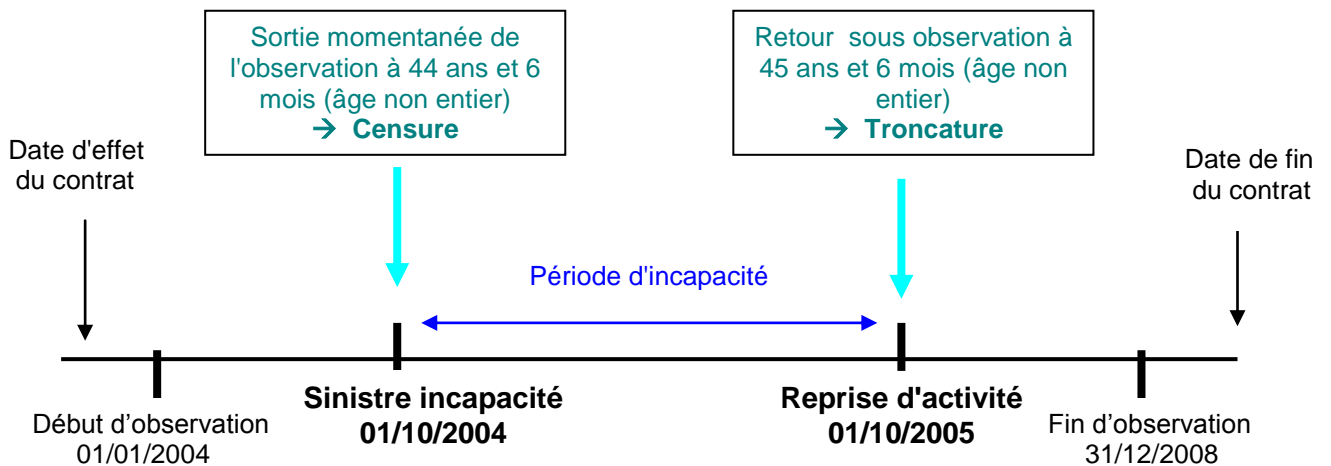 Sortie momentanée de
l'observation à 44 ans et 6
mois (âge non entier)
→ Censure
Retour sous observation à
45 ans et 6 mois (âge non
entier)
→ Troncature
Date d'effet
du contrat
Date de fin
du contrat
Période d'incapacité
Début d'observation
01/01/2004
Sinistre incapacité
01/10/2004
Reprise d'activité
01/10/2005
Fin d'observation
31/12/2008